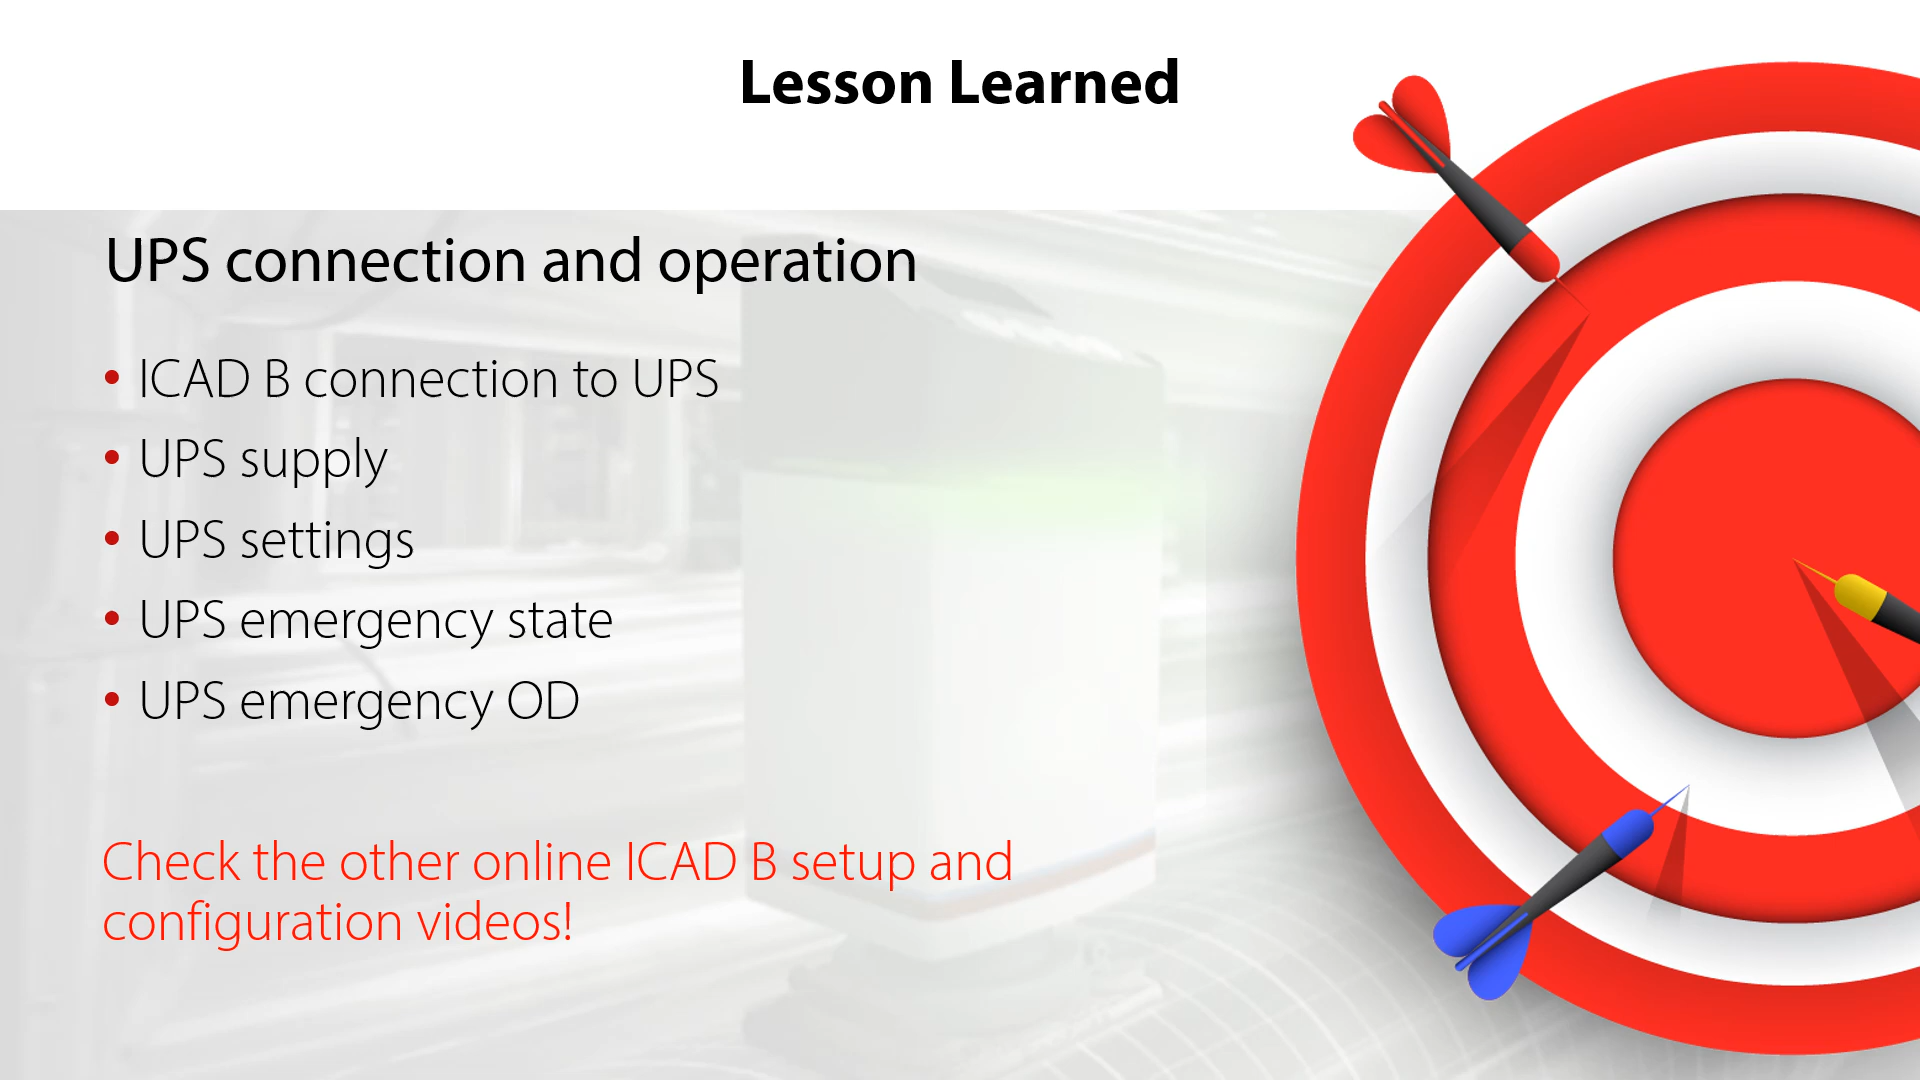 Lesson Learned
UPS connection and operation
• ICAD B connection to UPS
• UPS supply
• UPS settings
• UPS emergency state
• UPS emergency OD
Check the other online ICAD B setup and
configuration videos!